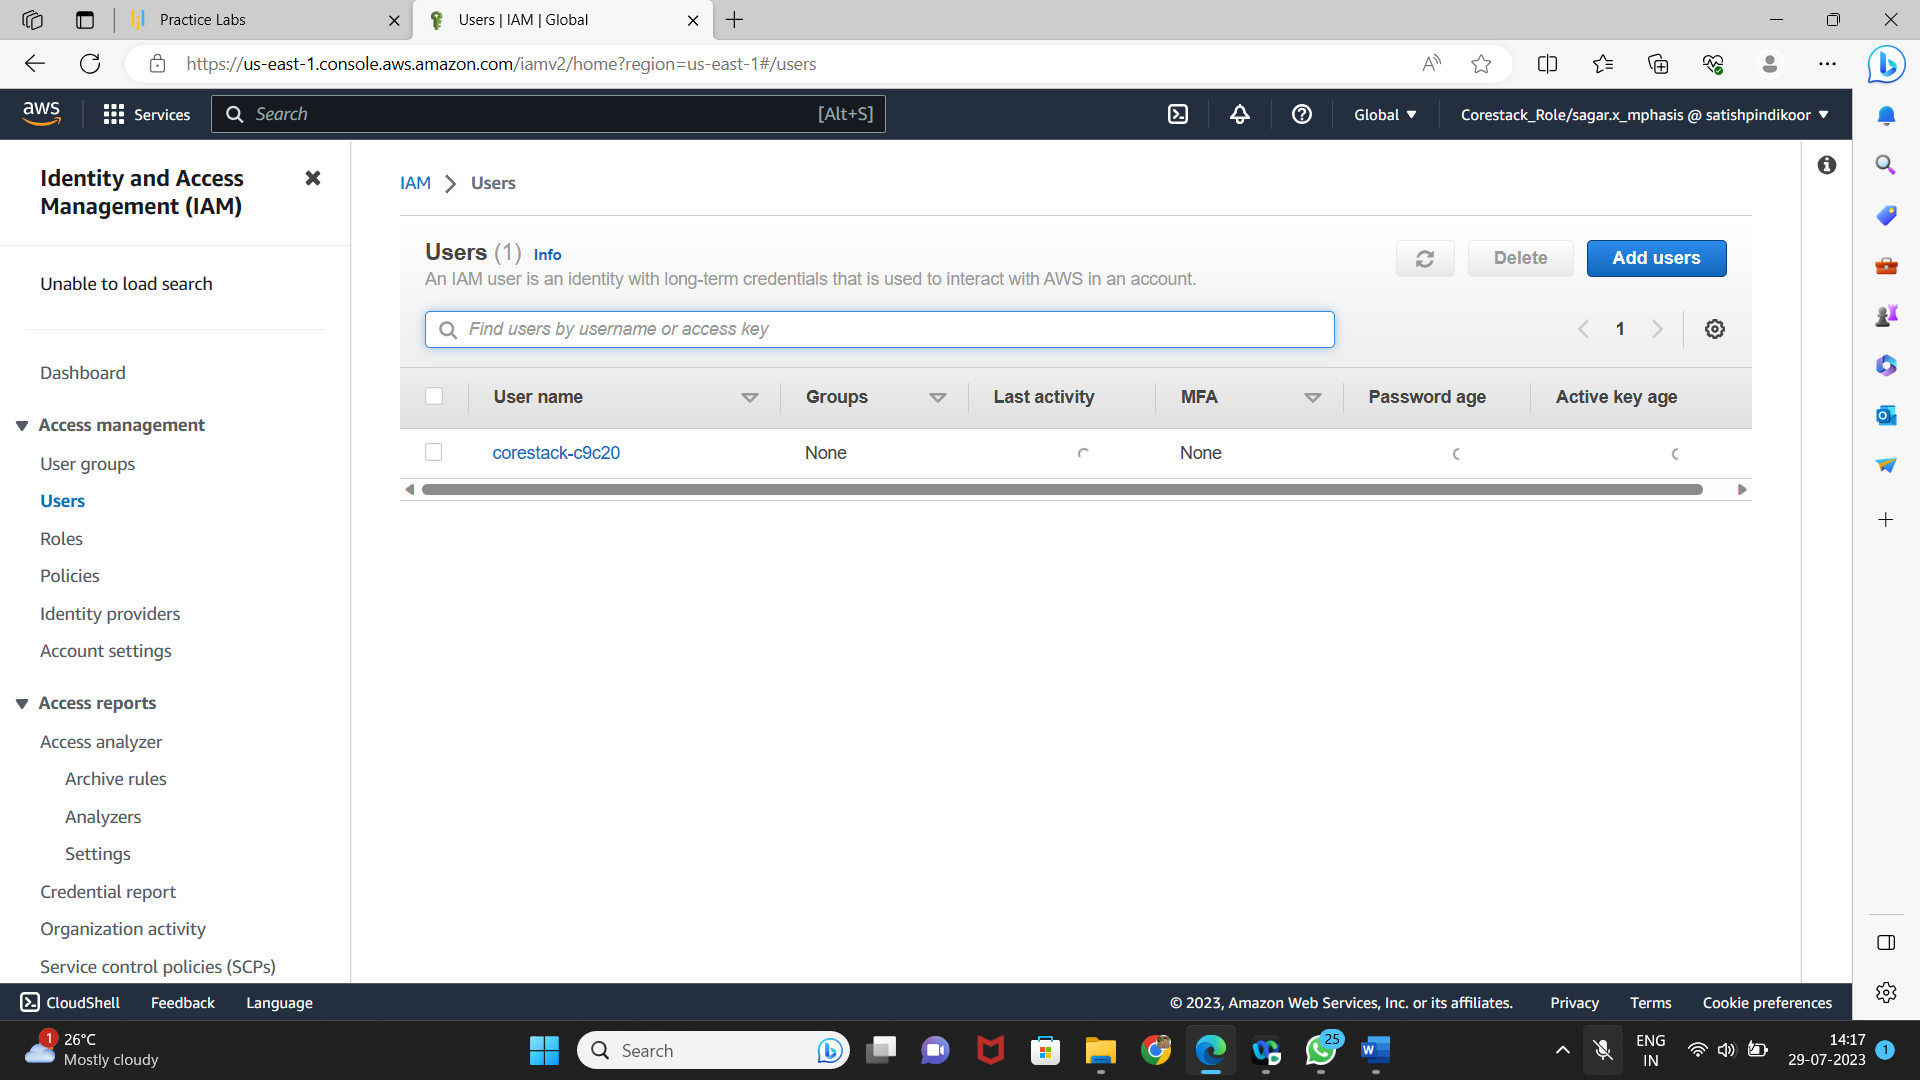 Practice Labs
Users | IAM | Global
https://us-east-1.console.aws.amazon.com/iamv2/home?region=us-east-1#/users
aws
Services
Search
[Alt+S]
Global
Corestack_Role/sagar.x_mphasis @ satishpindikoor
Identity and Access
Management (IAM)
Unable to load search
Dashboard
Access management
User groups
Users
Roles
Policies
Identity providers
Account settings
Access reports
Access analyzer
Archive rules
Analyzers
Settings
Credential report
Organization activity
Service control policies (SCPs)
IAM > Users
Users (1) Info
An IAM user is an identity with long-term credentials that is used to interact with AWS in an account.
Delete
Add users
Find users by username or access key
1
User name Groups Last activity MFA Password age Active key age
corestack-c9c20 None None
CloudShell Feedback Language
© 2023, Amazon Web Services, Inc. or its affiliates. Privacy Terms Cookie preferences
1
26°C
Mostly cloudy
Search
25
ENG
IN
14:17
29-07-2023
1